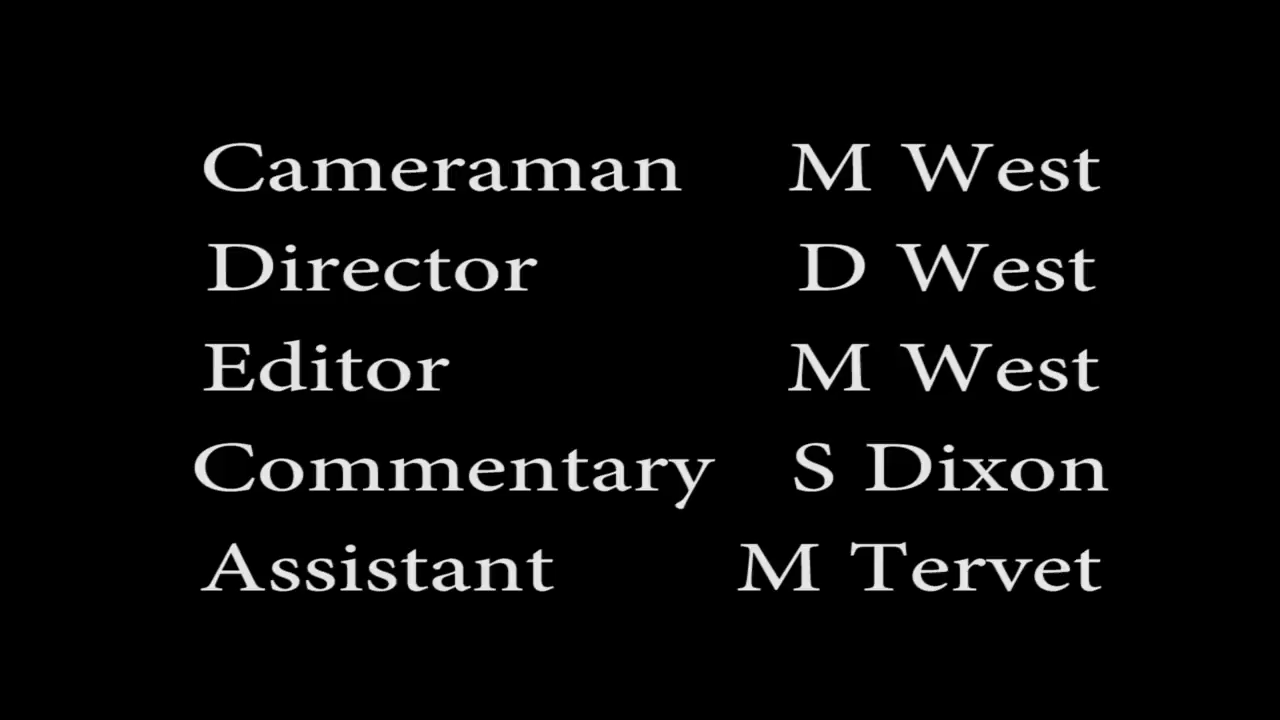 Cameraman M West
Director D West
Editor M West
Commentary S Dixon
Assistant M Tervet